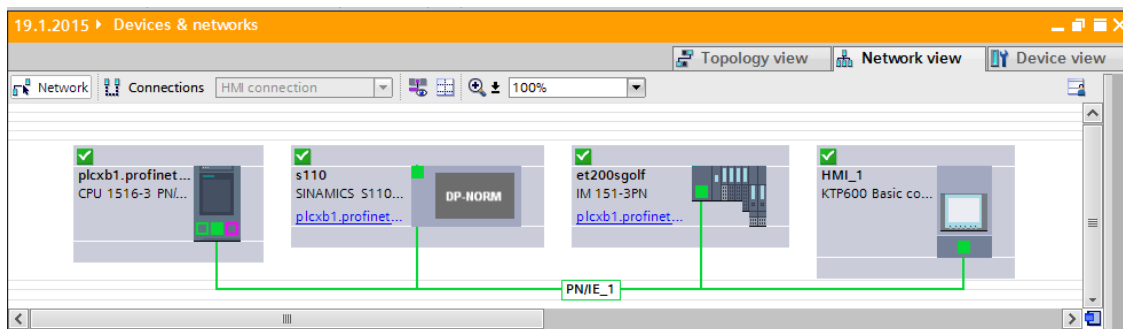 19.1.2015 Devices & networks
Topology view Network view Device view
Network Connections HMI connection 100%
plcxb1.profinet...
CPU 1516-3 PN/...
s110
SINAMICS S110...
plcxb1.profinet...
DP-NORM
et200sgolf
IM 151-3PN
plcxb1.profinet...
HMI_1
KTP600 Basic co...
PN/IE_1